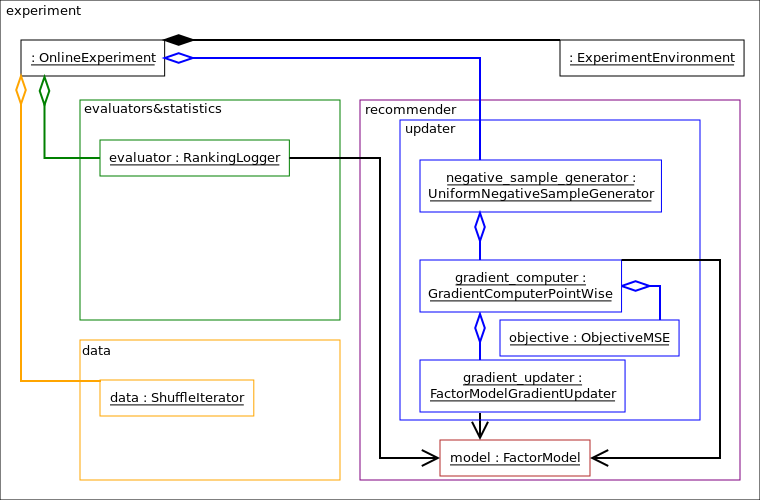 experiment
: OnlineExperiment
: ExperimentEnvironment
evaluators&statistics
evaluator : RankingLogger
recommender
updater
negative_sample_generator :
UniformNegativeSampleGenerator
gradient_computer :
GradientComputerPointWise
objective : ObjectiveMSE
gradient_updater :
FactorModelGradientUpdater
data
data : ShuffleIterator
model : FactorModel